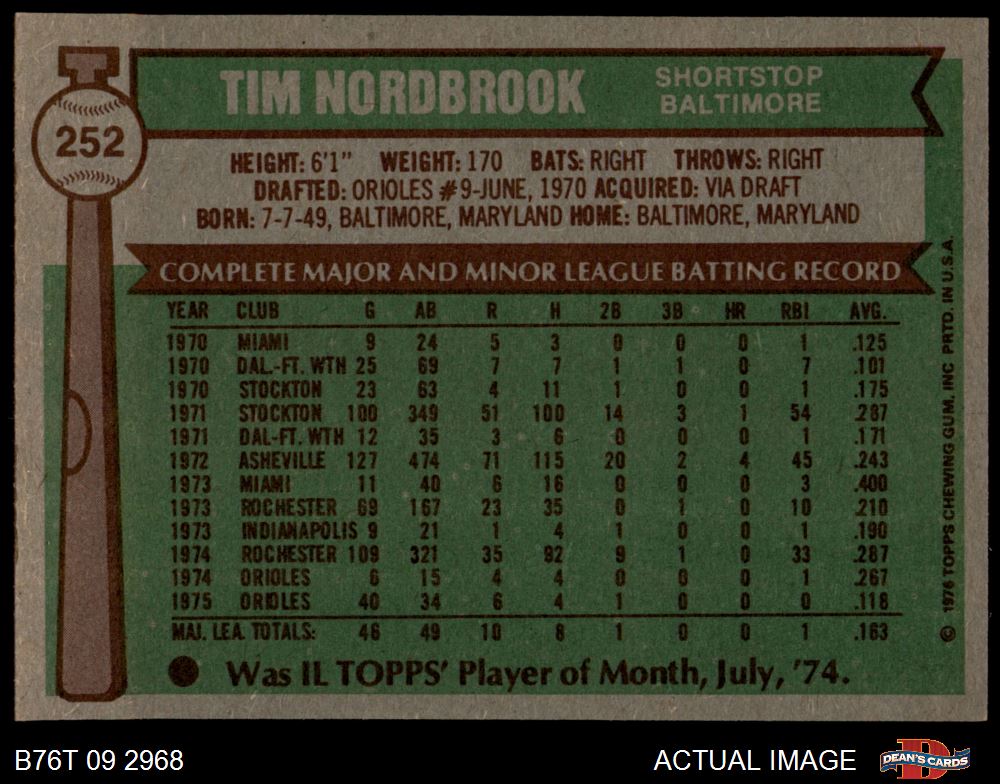 252
TIM NORDBROOK SHORTSTOP BALTIMORE
HEIGHT: 6'1" WEIGHT: 170 BATS: RIGHT THROWS: RIGHT
DRAFTED: ORIOLES #9-JUNE, 1970 ACQUIRED: VIA DRAFT
BORN: 7-7-49, BALTIMORE, MARYLAND HOME: BALTIMORE, MARYLAND
COMPLETE MAJOR AND MINOR LEAGUE BATTING RECORD
YEAR CLUB G AB R H 2B 3B HR RBI AVG.
1970 MIAMI 9 24 5 3 0 0 0 1 .125
1970 DAL.-FT. WTH 25 69 7 7 1 1 0 7 .101
1970 STOCKTON 23 63 4 11 1 0 0 1 .175
1971 STOCKTON 100 349 51 100 14 3 1 54 .287
1971 DAL-FT. WTH 12 35 3 6 0 0 0 1 .171
1972 ASHEVILLE 127 474 71 115 20 2 4 45 .243
1973 MIAMI 11 40 6 16 0 0 0 3 .400
1973 ROCHESTER 69 167 23 35 0 1 0 10 .210
1973 INDIANAPOLIS 9 21 1 4 1 0 0 1 .190
1974 ROCHESTER 109 321 35 92 9 1 0 33 .287
1974 ORIOLES 6 15 4 4 0 0 0 1 .267
1975 ORIOLES 40 34 6 4 1 0 0 0 .118
MAJ. LEA. TOTALS: 46 49 10 8 1 0 0 1 .163
● Was IL TOPPS' Player of Month, July, '74.
© 1976 TOPPS CHEWING GUM, INC PRTD. IN U.S.A.
B76T 09 2968 ACTUAL IMAGE
DEAN'S CARDS